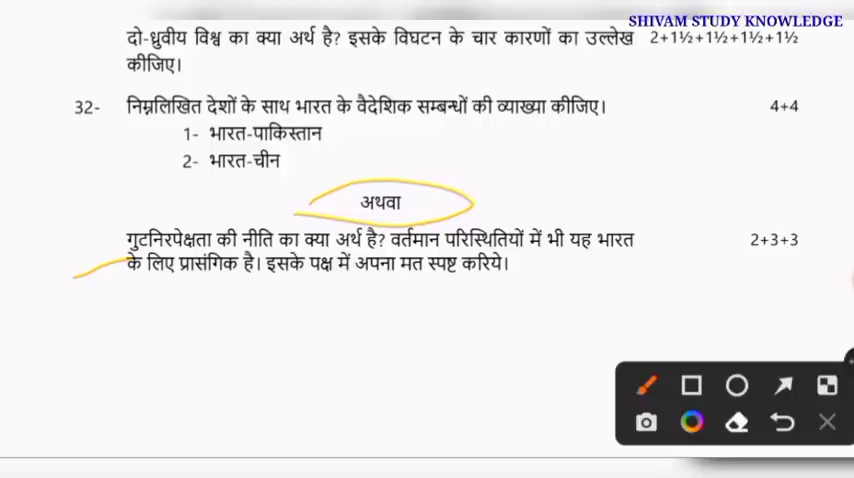 SHIVAM STUDY KNOWLEDGE
दो-ध्रुवीय विश्व का क्या अर्थ है? इसके विघटन के चार कारणों का उल्लेख 2+1½+1½+1½+1½
कीजिए।
32- निम्नलिखित देशों के साथ भारत के वैदेशिक सम्बन्धों की व्याख्या कीजिए। 4+4
1- भारत-पाकिस्तान
2- भारत-चीन
अथवा
गुटनिरपेक्षता की नीति का क्या अर्थ है? वर्तमान परिस्थितियों में भी यह भारत 2+3+3
के लिए प्रासंगिक है। इसके पक्ष में अपना मत स्पष्ट करिये।